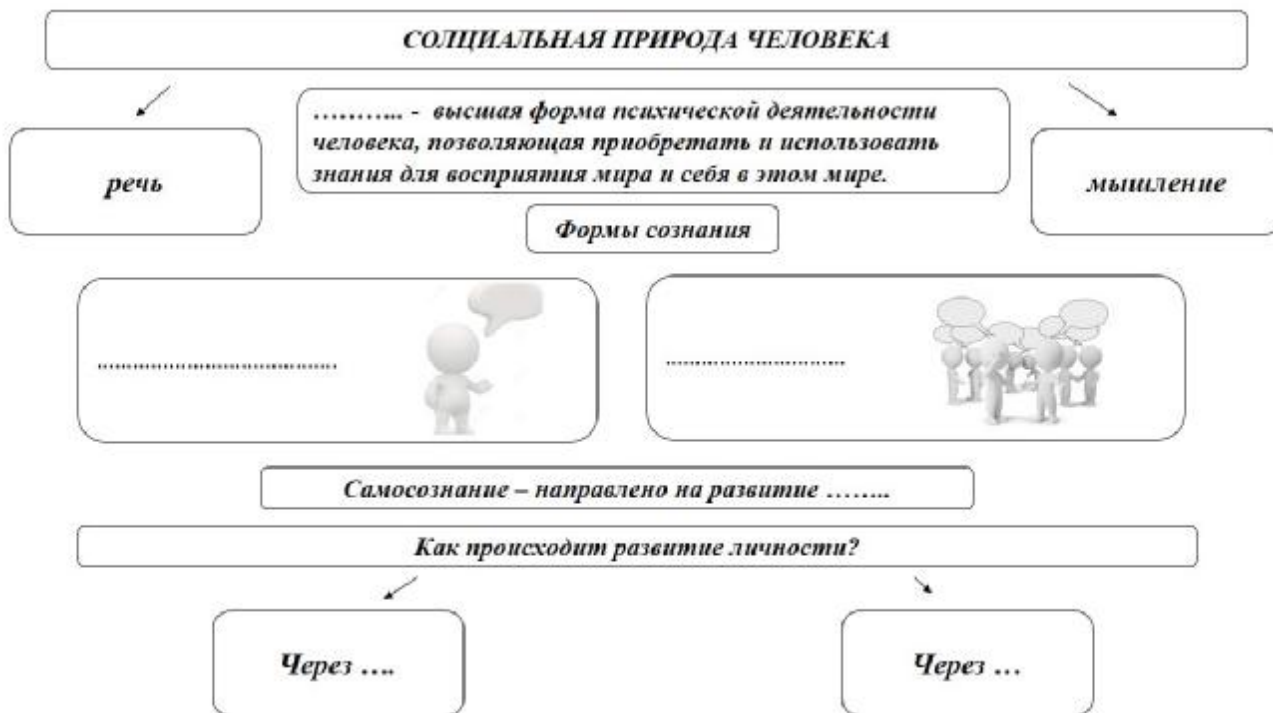 СОЛЦИАЛЬНАЯ ПРИРОДА ЧЕЛОВЕКА
………... - высшая форма психической деятельности
человека, позволяющая приобретать и использовать
знания для восприятия мира и себя в этом мире.
речь
мышление
Формы сознания
............................................
.................................
Самосознание – направлено на развитие ……..
Как происходит развитие личности?
Через ….
Через …